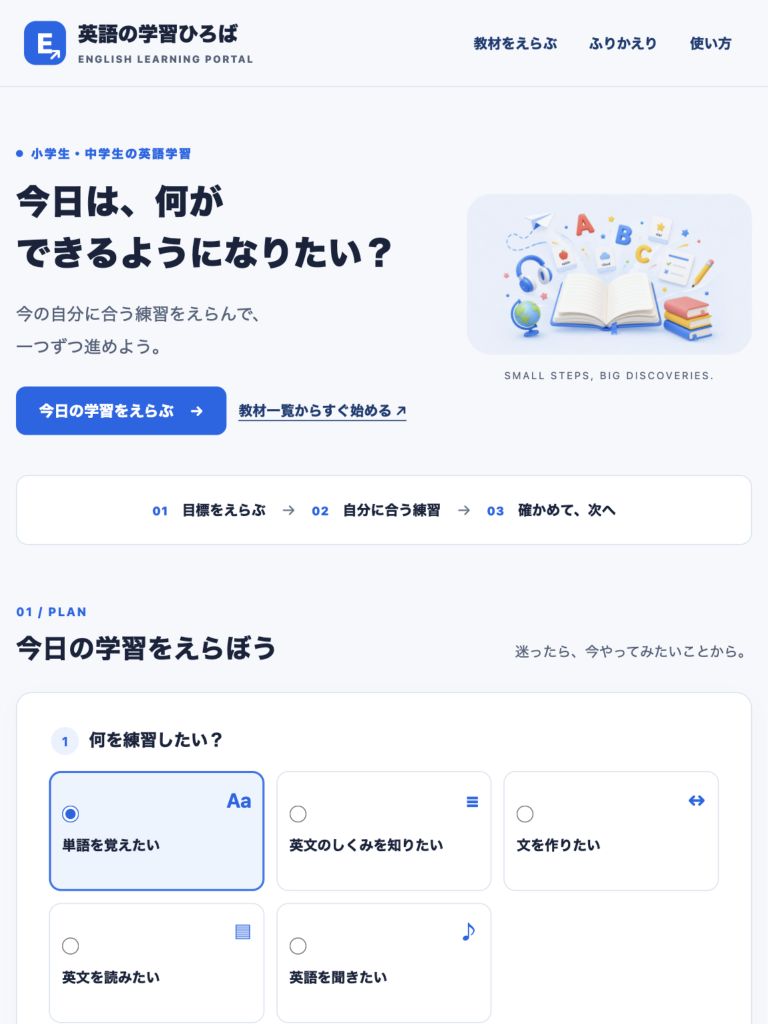 E
英語の学習ひろば
ENGLISH LEARNING PORTAL
教材をえらぶ
ふりかえり
使い方
小学生・中学生の英語学習
今日は、何が
できるようになりたい？
今の自分に合う練習をえらんで、
一つずつ進めよう。
A
B
C
SMALL STEPS, BIG DISCOVERIES.
今日の学習をえらぶ →
教材一覧からすぐ始める ↗
01 目標をえらぶ → 02 自分に合う練習 → 03 確かめて、次へ
01 / PLAN
今日の学習をえらぼう
迷ったら、今やってみたいことから。
1 何を練習したい？
Aa
単語を覚えたい
英文のしくみを知りたい
文を作りたい
英文を読みたい
英語を聞きたい